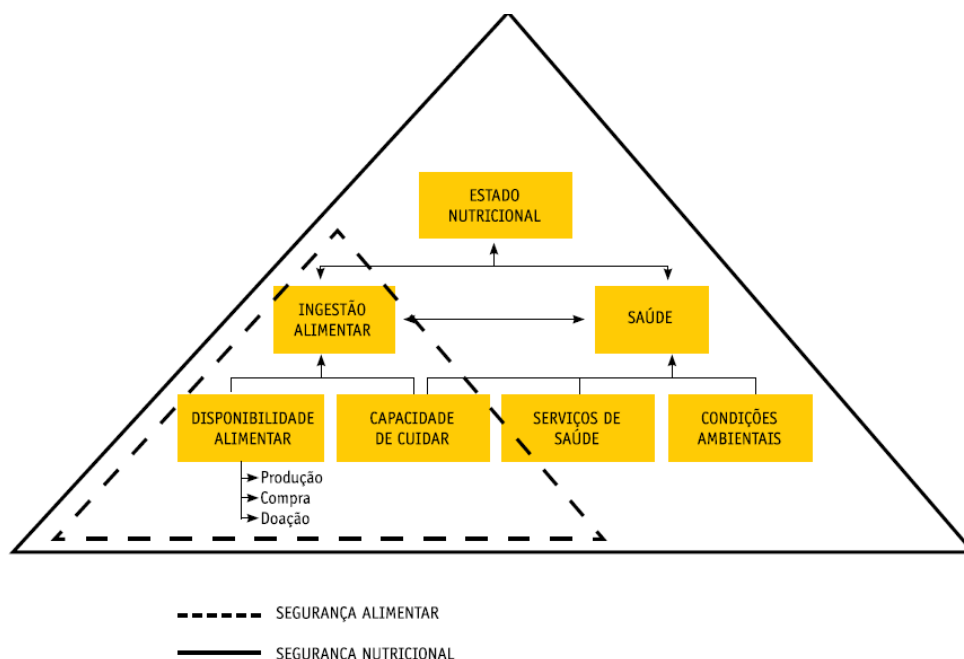 ESTADO
NUTRICIONAL
INGESTÃO
ALIMENTAR
SAÚDE
DISPONIBILIDADE
ALIMENTAR
CAPACIDADE
DE CUIDAR
SERVIÇOS DE
SAÚDE
CONDIÇÕES
AMBIENTAIS
Produção
Compra
Doação
SEGURANÇA ALIMENTAR
SEGURANÇA NUTRICIONAL